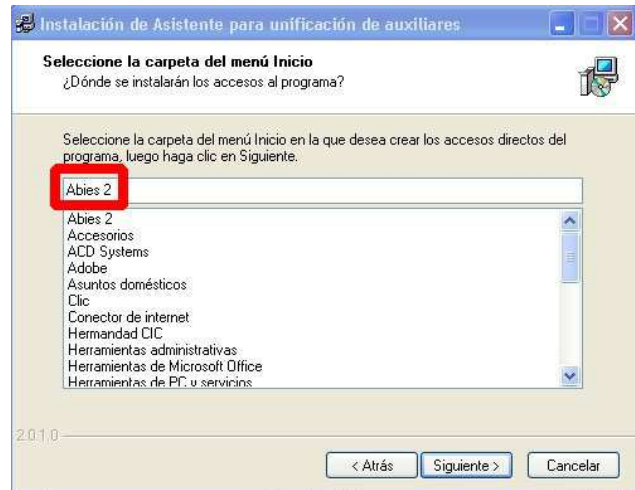 Instalación de Asistente para unificación de auxiliares
Seleccione la carpeta del menú Inicio
¿Dónde se instalarán los accesos al programa?
Seleccione la carpeta del menú Inicio en la que desea crear los accesos directos del
programa, luego haga clic en Siguiente.
Abies 2
Abies 2
Accesorios
ACD Systems
Adobe
Asuntos domésticos
Clic
Conector de internet
Hermandad CIC
Herramientas administrativas
Herramientas de Microsoft Office
Herramientas de PC y servicios
2.0.1.0
< Atrás
Siguiente >
Cancelar